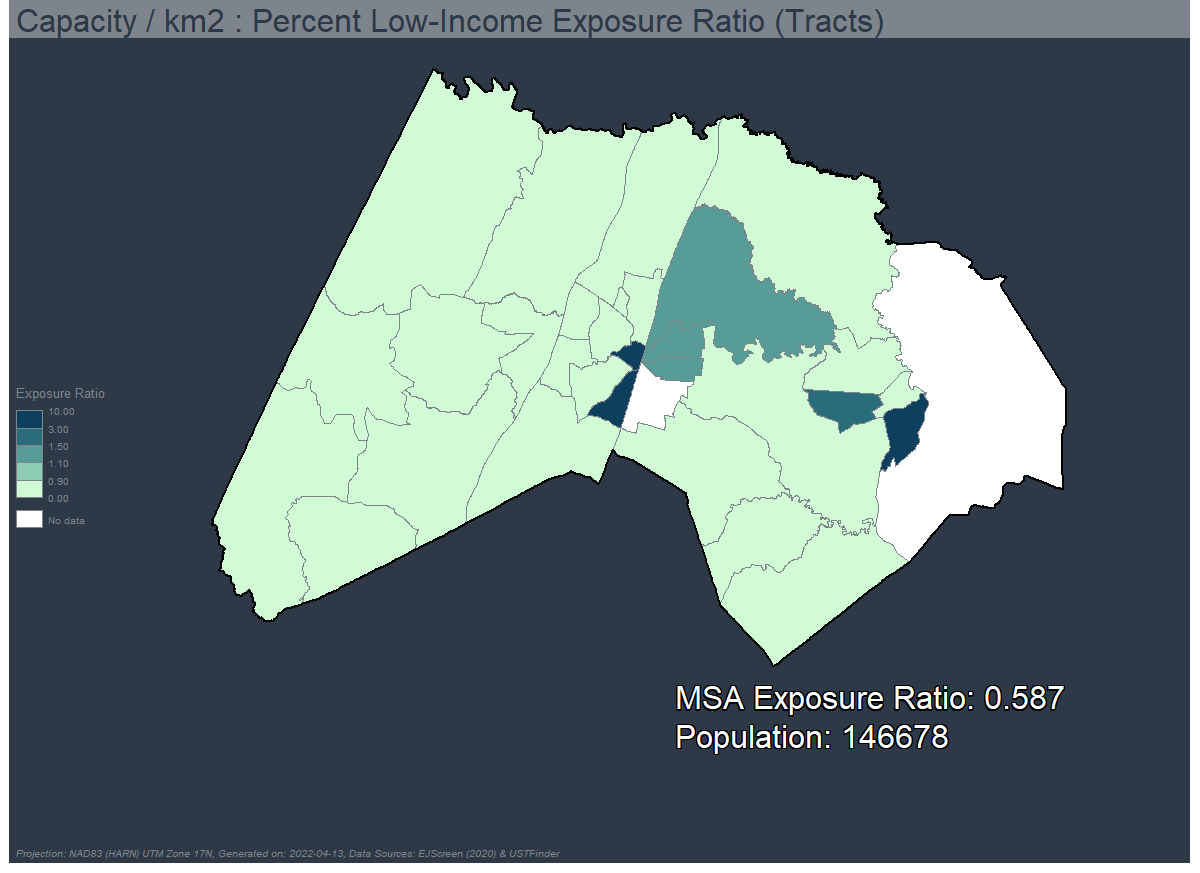 Capacity / km2 : Percent Low-Income Exposure Ratio (Tracts)
Exposure Ratio
10.00
3.00
1.50
1.10
0.90
0.00
No data
MSA Exposure Ratio: 0.587
Population: 146678
Projection: NAD83 (HARN) UTM Zone 17N, Generated on: 2022-04-13, Data Sources: EJScreen (2020) & USTFinder